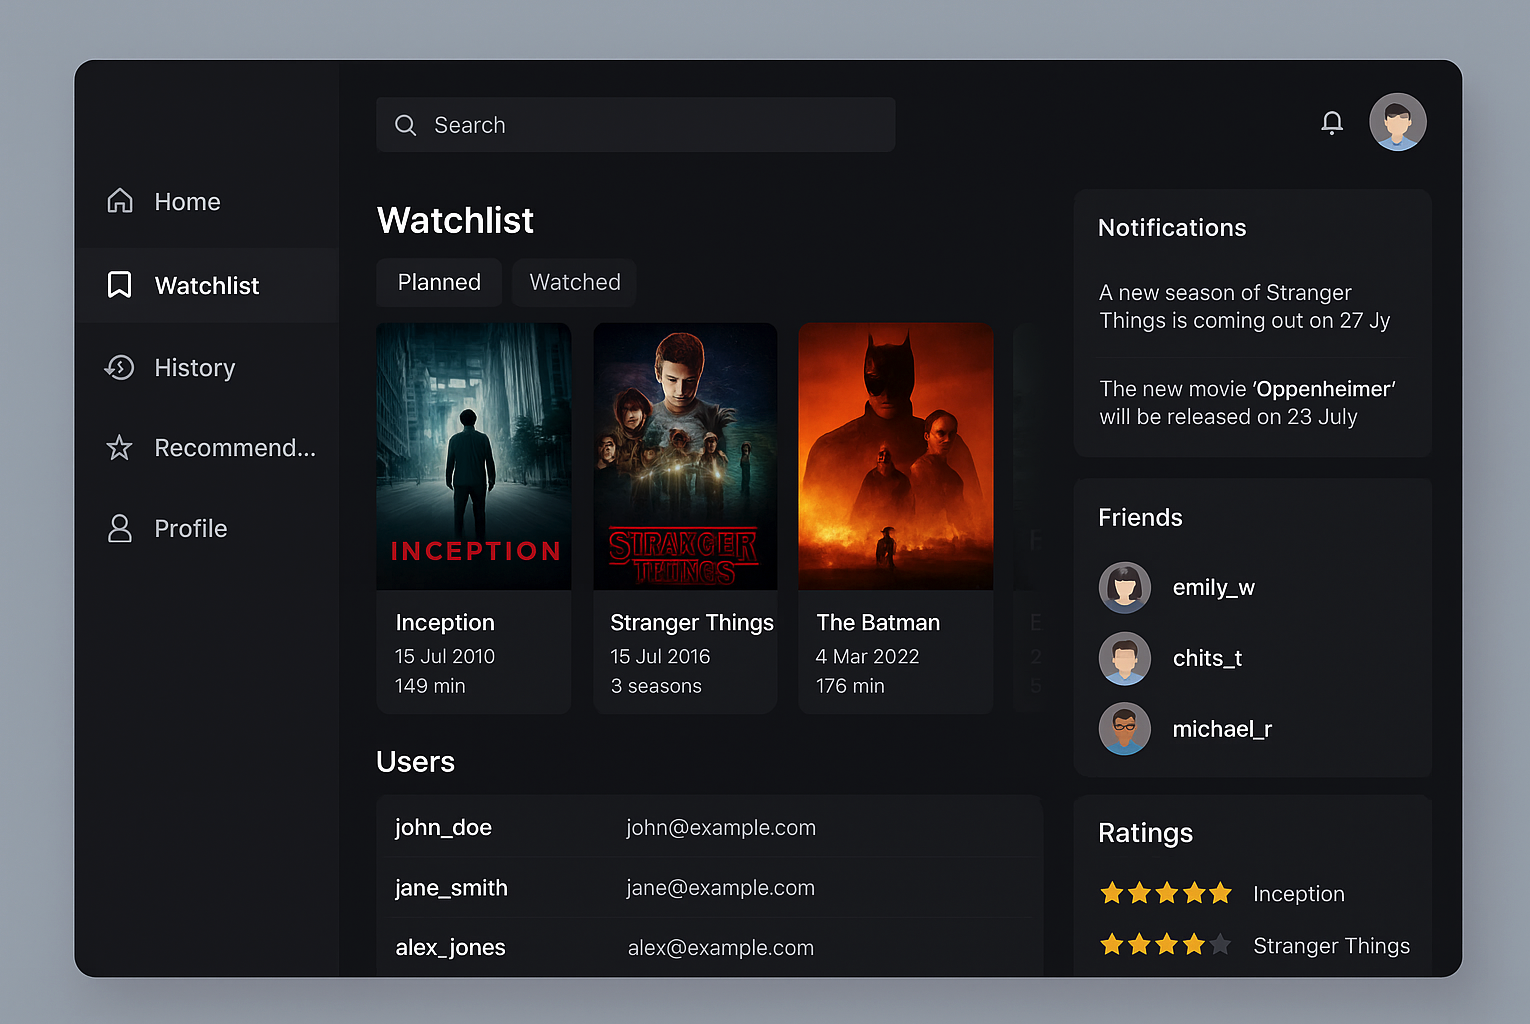 Search
Home
Watchlist
History
Recommend...
Profile
Watchlist
Planned
Watched
INCEPTION
STRANGER
THINGS
Inception
15 Jul 2010
149 min
Stranger Things
15 Jul 2016
3 seasons
The Batman
4 Mar 2022
176 min
E
2
5
Users
john_doe john@example.com
jane_smith jane@example.com
alex_jones alex@example.com
Notifications
A new season of Stranger
Things is coming out on 27 Jy
The new movie ’Oppenheimer’
will be released on 23 July
Friends
emily_w
chits_t
michael_r
Ratings
Inception
Stranger Things